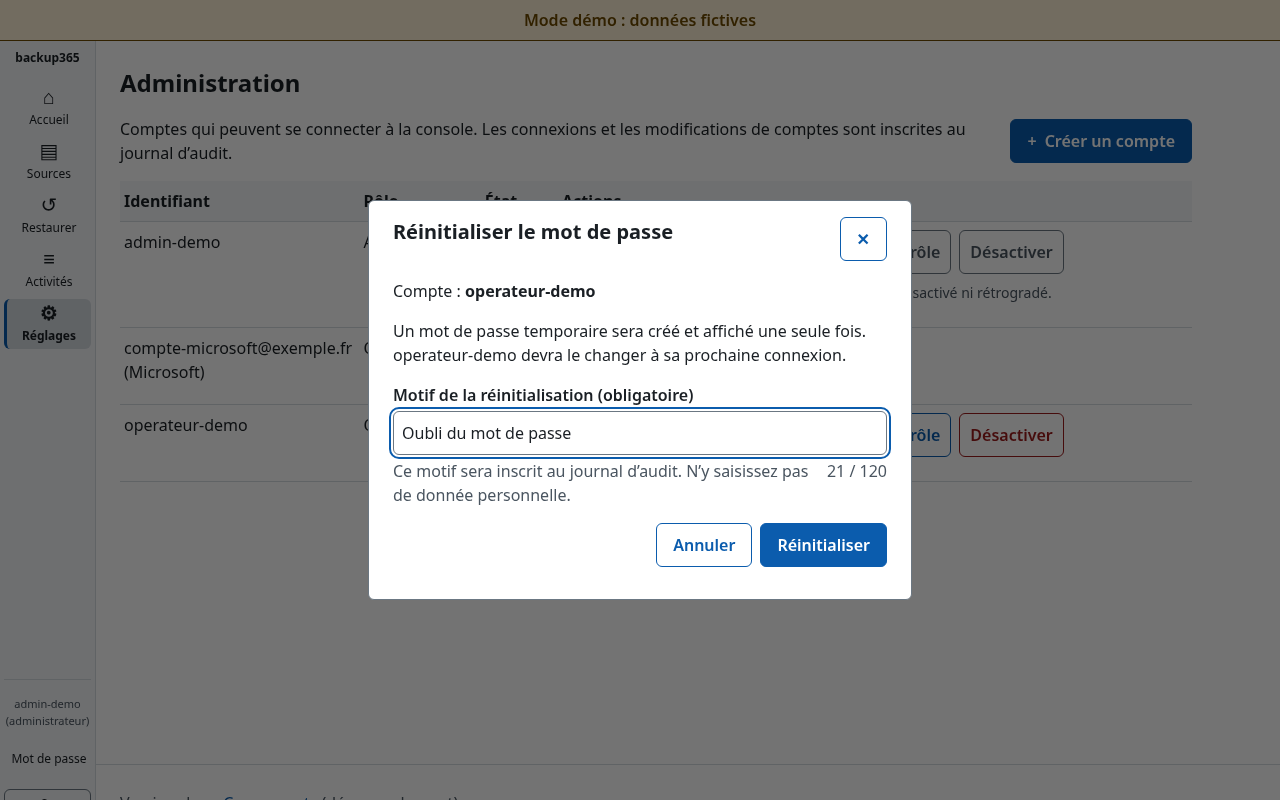 Mode démo : données fictives
backup365
Accueil
Sources
Restaurer
Activités
Réglages
admin-demo
(administrateur)
Mot de passe
Administration
Comptes qui peuvent se connecter à la console. Les connexions et les modifications de comptes sont inscrites au
journal d’audit.
+ Créer un compte
Identifiant
admin-demo
rôle
Désactiver
sactivé ni rétrogradé.
compte-microsoft@exemple.fr
(Microsoft)
operateur-demo
rôle
Désactiver
Réinitialiser le mot de passe
×
Compte : operateur-demo
Un mot de passe temporaire sera créé et affiché une seule fois.
operateur-demo devra le changer à sa prochaine connexion.
Motif de la réinitialisation (obligatoire)
Oubli du mot de passe
Ce motif sera inscrit au journal d’audit. N’y saisissez pas 21 / 120
de donnée personnelle.
Annuler
Réinitialiser